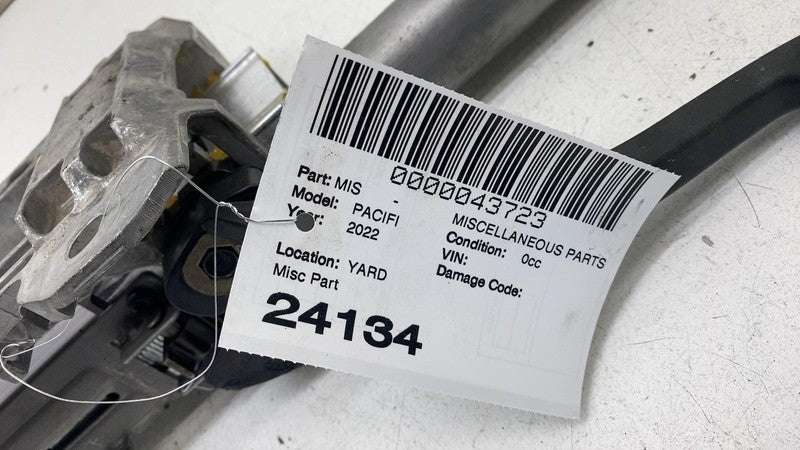 0000043723
Part: MIS - MISCELLANEOUS PARTS
Model: PACIFI Condition: 0cc
Year: 2022 VIN:
Location: YARD Damage Code:
Misc Part
24134